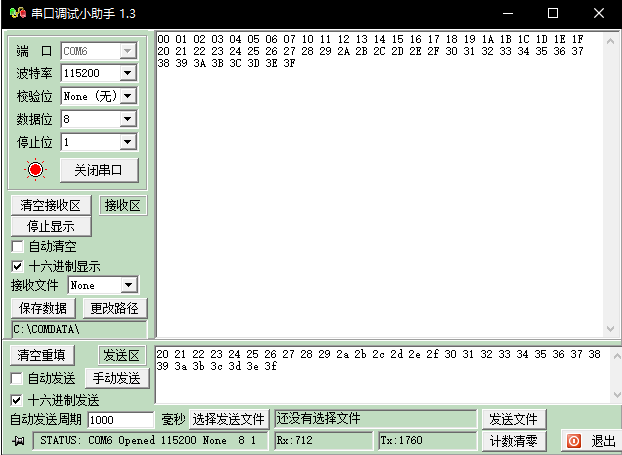 串口调试小助手 1.3
端 口 COM6
波特率 115200
校验位 None (无)
数据位 8
停止位 1
关闭串口
清空接收区 接收区
停止显示
自动清空
十六进制显示
接收文件 None
保存数据 更改路径
C:\COMDATA\
00 01 02 03 04 05 06 07 08 09 10 11 12 13 14 15 16 17 18 19 1A 1B 1C 1D 1E 1F
20 21 22 23 24 25 26 27 28 29 2A 2B 2C 2D 2E 2F 30 31 32 33 34 35 36 37
38 39 3A 3B 3C 3D 3E 3F
清空重填 发送区
自动发送 手动发送
十六进制发送
20 21 22 23 24 25 26 27 28 29 2a 2b 2c 2d 2e 2f 30 31 32 33 34 35 36 37 38
39 3a 3b 3c 3d 3e 3f
自动发送周期 1000 毫秒 选择发送文件 还没有选择文件 发送文件
STATUS: COM6 Opened 115200 None 8 1 Rx:712 Tx:1760 计数清零 退出